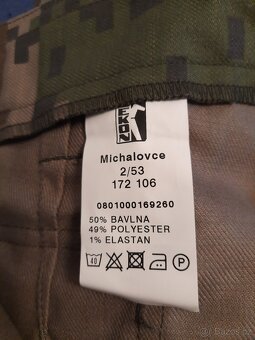 EKON
Michalovce
2/53
172 106
0801000169260
50% BAVLNA
49% POLYESTER
1% ELASTAN
40 P